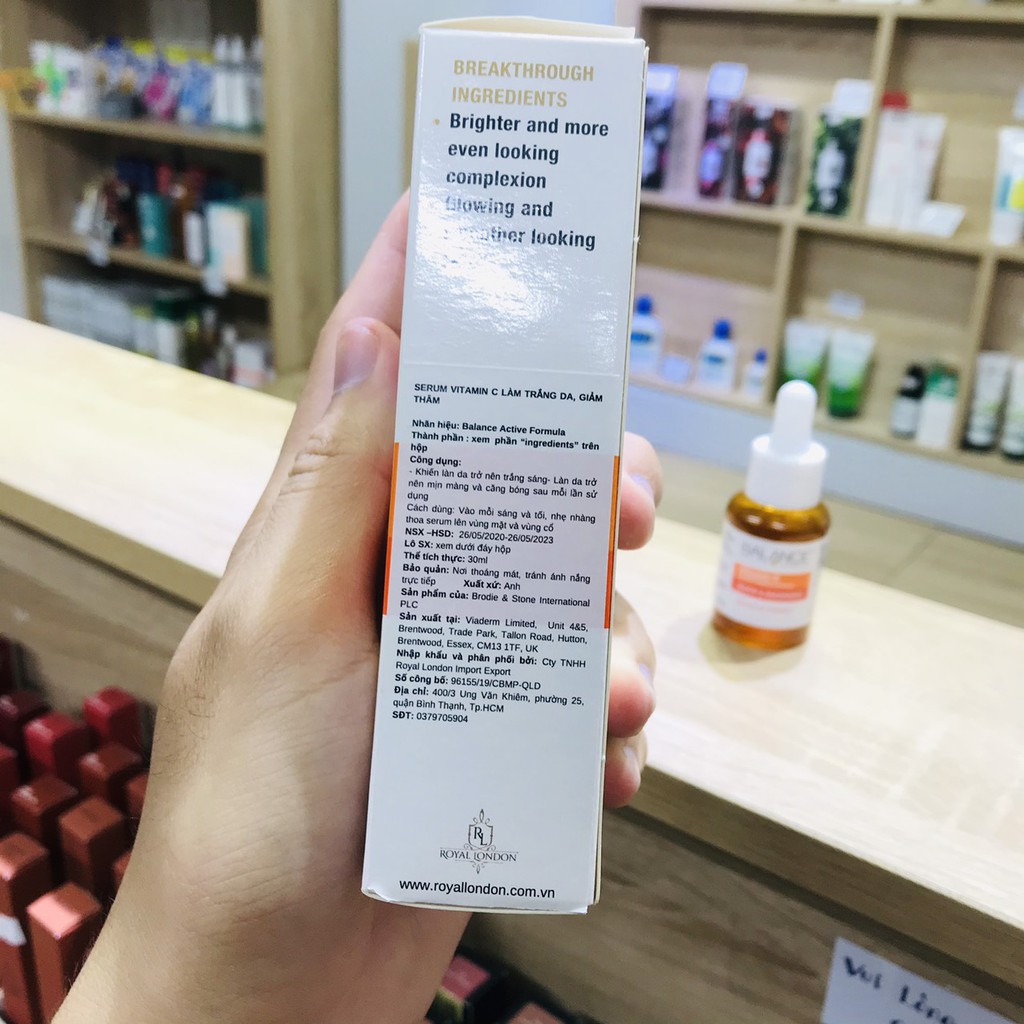 BREAKTHROUGH
INGREDIENTS
• Brighter and more
even looking
complexion
Glowing and
looking
SERUM VITAMIN C LÀM TRẮNG DA, GIẢM
THÂM
Nhãn hiệu: Balance Active Formula
Thành phần : xem phần “ingredients” trên
hộp
Công dụng:
- Khiến làn da trở nên trắng sáng- Làn da trở
nên mịn màng và căng bóng sau mỗi lần sử
dụng
Cách dùng: Vào mỗi sáng và tối, nhẹ nhàng
thoa serum lên vùng mặt và vùng cổ
NSX –HSD: 26/05/2020-26/05/2023
Lô SX: xem dưới đáy hộp
Thể tích thực: 30ml
Bảo quản: Nơi thoáng mát, tránh ánh nắng
trực tiếp Xuất xứ: Anh
Sản phẩm của: Brodie & Stone International
PLC
Sản xuất tại: Viaderm Limited, Unit 4&5,
Brentwood, Trade Park, Tallon Road, Hutton,
Brentwood, Essex, CM13 1TF, UK
Nhập khẩu và phân phối bởi: Cty TNHH
Royal London Import Export
Số công bố: 96155/19/CBMP-QLD
Địa chỉ: 400/3 Ung Văn Khiêm, phường 25,
quận Bình Thạnh, Tp.HCM
SĐT: 0379705904
RL
ROYAL LONDON
www.royallondon.com.vn
BALANCE
Vui Lòng